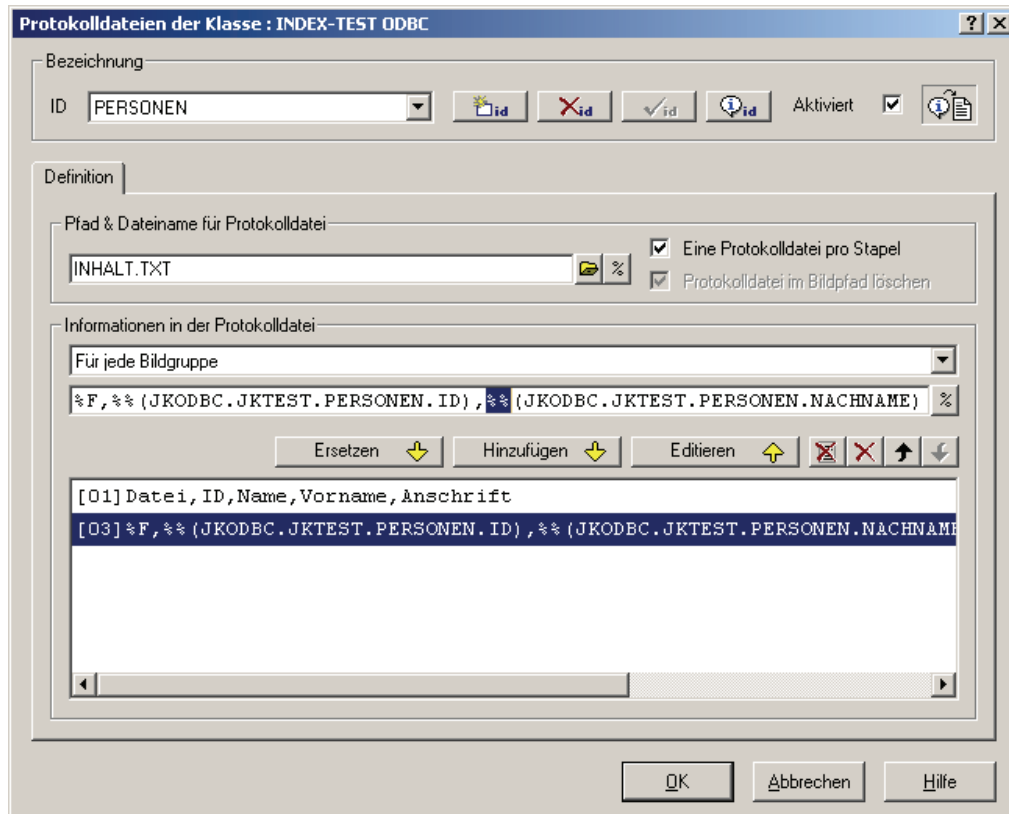 Protokolldateien der Klasse : INDEX-TEST ODBC
Bezeichnung
ID PERSONEN id id id id Aktiviert
Definition
Pfad & Dateiname für Protokolldatei
INHALT.TXT % Eine Protokolldatei pro Stapel
Protokolldatei im Bildpfad löschen
Informationen in der Protokolldatei
Für jede Bildgruppe
%F,%%(JKODBC.JKTEST.PERSONEN.ID),%%(JKODBC.JKTEST.PERSONEN.NACHNAME) %
Ersetzen Hinzufügen Editieren
[01]Datei,ID,Name,Vorname,Anschrift
[03]%F,%%(JKODBC.JKTEST.PERSONEN.ID),%%(JKODBC.JKTEST.PERSONEN.NACHNAME
OK Abbrechen Hilfe